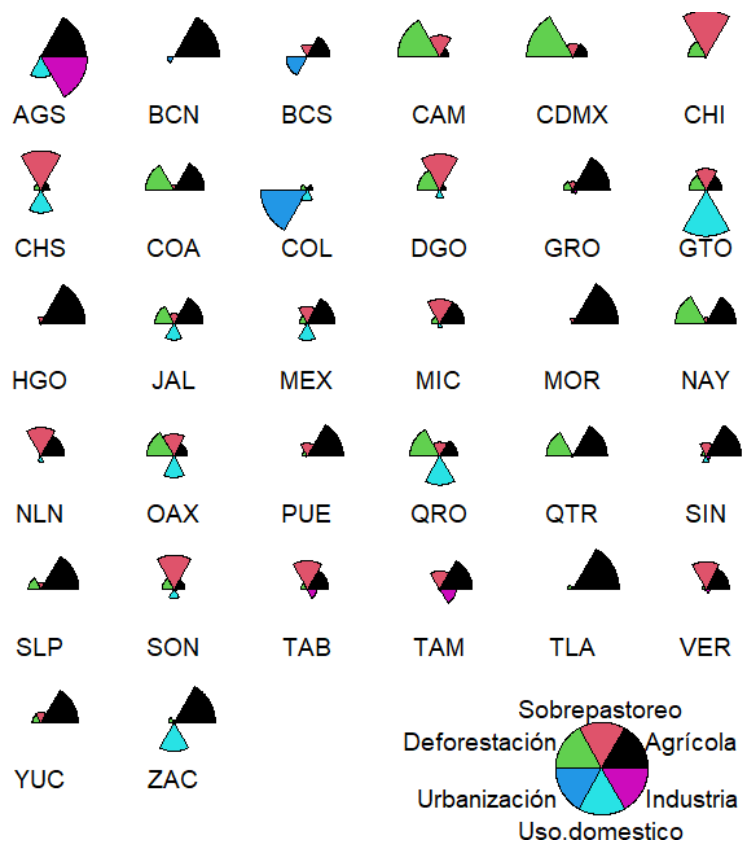 AGS BCN BCS CAM CDMX CHI
CHS COA COL DGO GRO GTO
HGO JAL MEX MIC MOR NAY
NLN OAX PUE QRO QTR SIN
SLP SON TAB TAM TLA VER
YUC ZAC
Sobrepastoreo
Deforestación Agrícola
Urbanización Industria
Uso.domestico